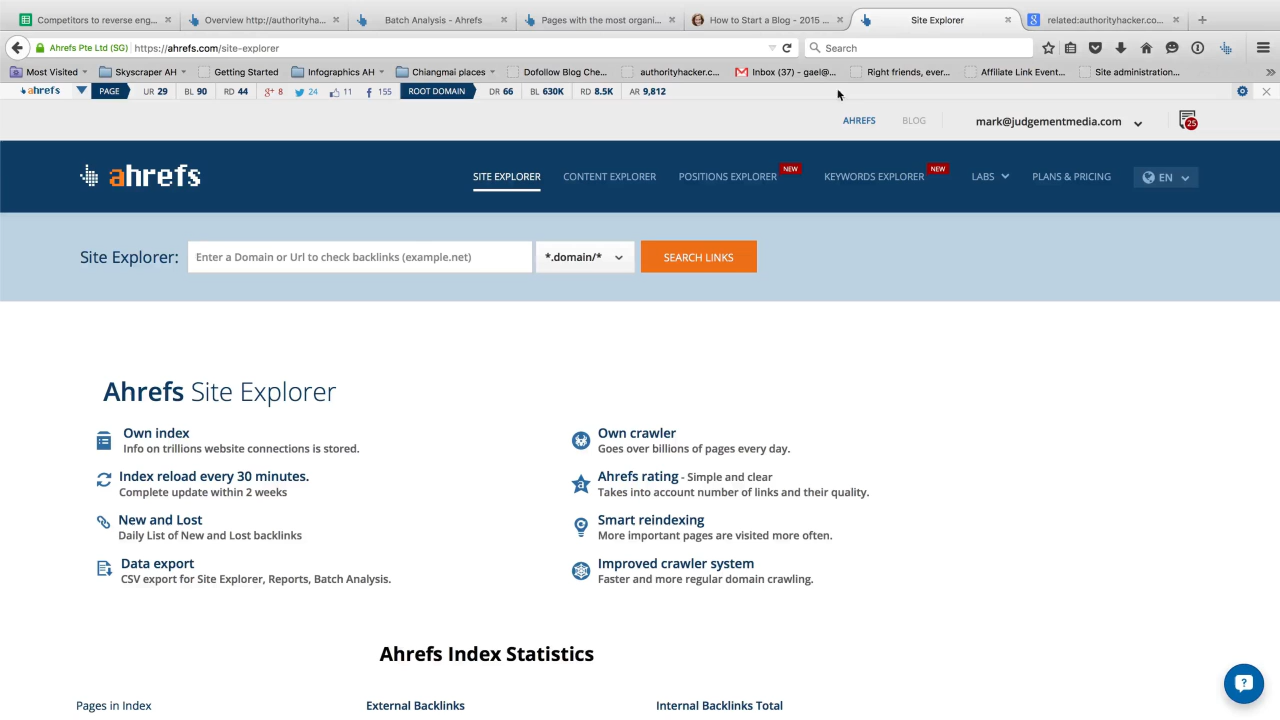 Competitors to reverse eng...
Overview http://authorityha...
Batch Analysis - Ahrefs
Pages with the most organi...
How to Start a Blog - 2015 ...
Site Explorer
related:authorityhacker.co...
Ahrefs Pte Ltd (SG)
https://ahrefs.com/site-explorer
Search
Most Visited
Skyscraper AH
Getting Started
Infographics AH
Chiangmai places
Dofollow Blog Che...
authorityhacker.c...
Inbox (37) - gael@...
Right friends, ever...
Affiliate Link Event...
Site administration...
ahrefs PAGE UR 29 BL 90 RD 44 8 24 11 155 ROOT DOMAIN DR 66 BL 630K RD 8.5K AR 9,812
AHREFS BLOG mark@judgementmedia.com 25
ahrefs
SITE EXPLORER CONTENT EXPLORER POSITIONS EXPLORER NEW KEYWORDS EXPLORER NEW LABS PLANS & PRICING EN
Site Explorer: Enter a Domain or Url to check backlinks (example.net) *.domain/* SEARCH LINKS
Ahrefs Site Explorer
Own index
Info on trillions website connections is stored.
Index reload every 30 minutes.
Complete update within 2 weeks
New and Lost
Daily List of New and Lost backlinks
Data export
CSV export for Site Explorer, Reports, Batch Analysis.
Own crawler
Goes over billions of pages every day.
Ahrefs rating - Simple and clear
Takes into account number of links and their quality.
Smart reindexing
More important pages are visited more often.
Improved crawler system
Faster and more regular domain crawling.
Ahrefs Index Statistics
Pages in Index
External Backlinks
Internal Backlinks Total